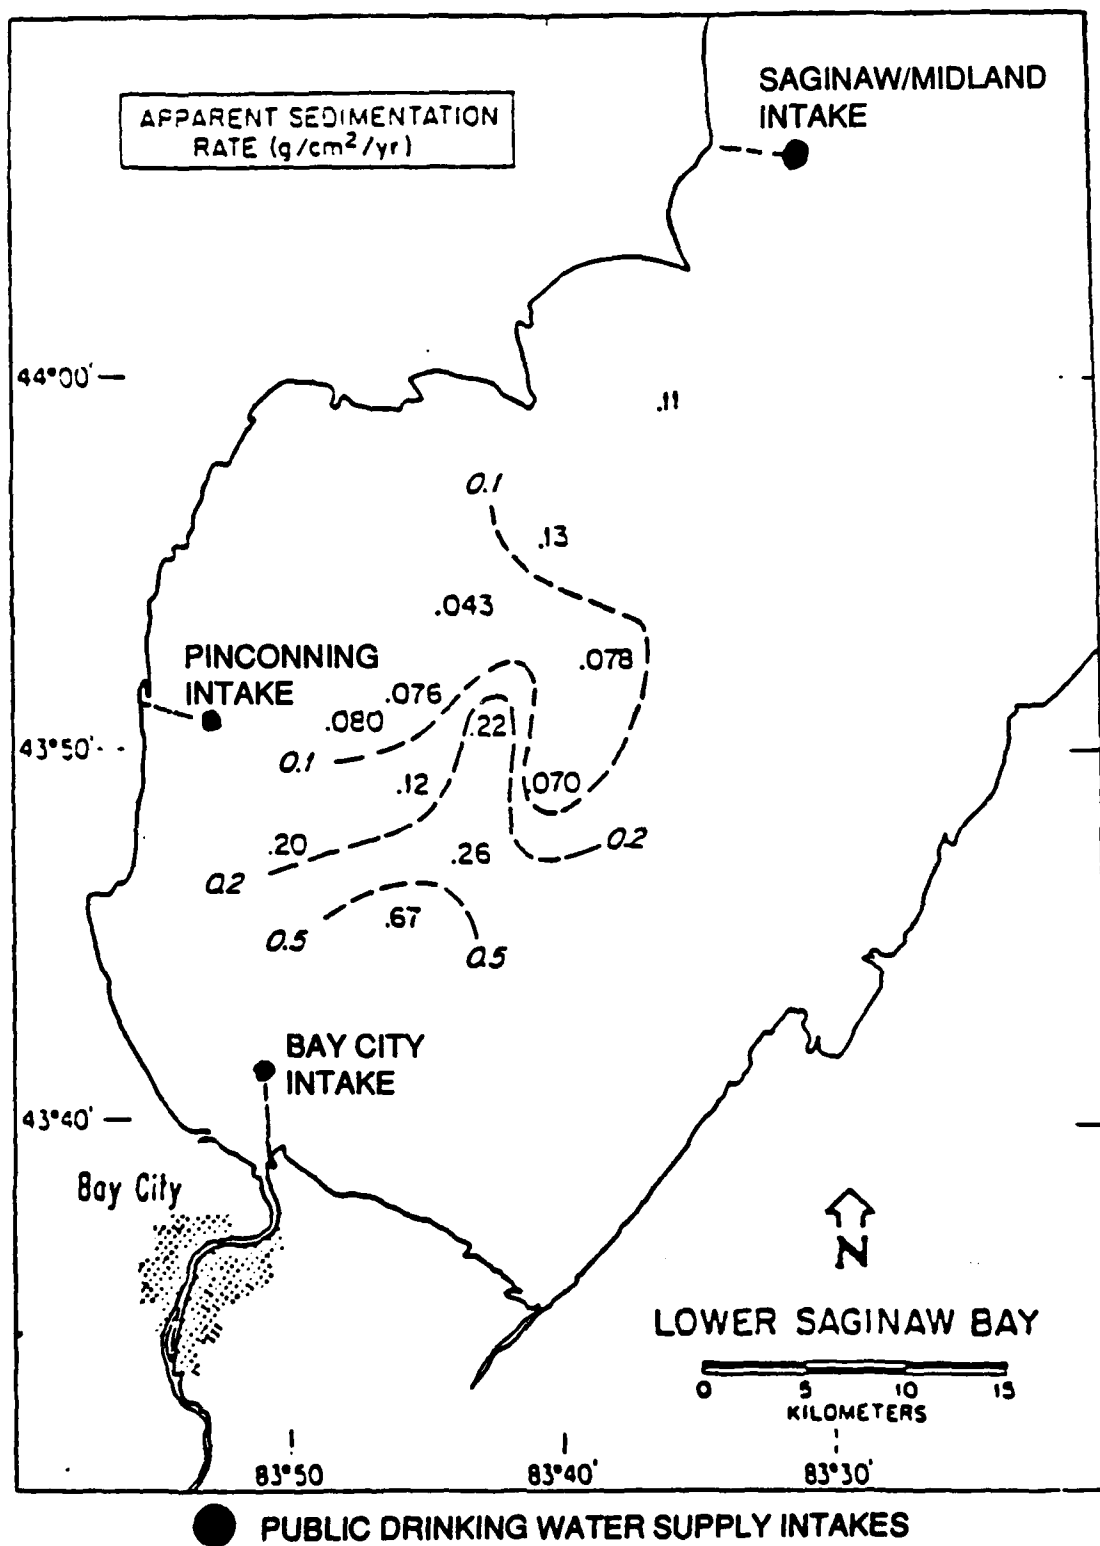 SAGINAW/MIDLAND
INTAKE
APPARENT SEDIMENTATION
RATE (g/cm²/yr)
44°00'
.11
0.1
.13
.043
PINCONNING
INTAKE
.078
.076
.080
.22
43°50'
0.1
.12
.070
.20
.26
0.2
0.2
.67
0.5
0.5
BAY CITY
INTAKE
43°40'
Bay City
N
LOWER SAGINAW BAY
0 5 10 15
KILOMETERS
83°50'
83°40'
83°30'
PUBLIC DRINKING WATER SUPPLY INTAKES